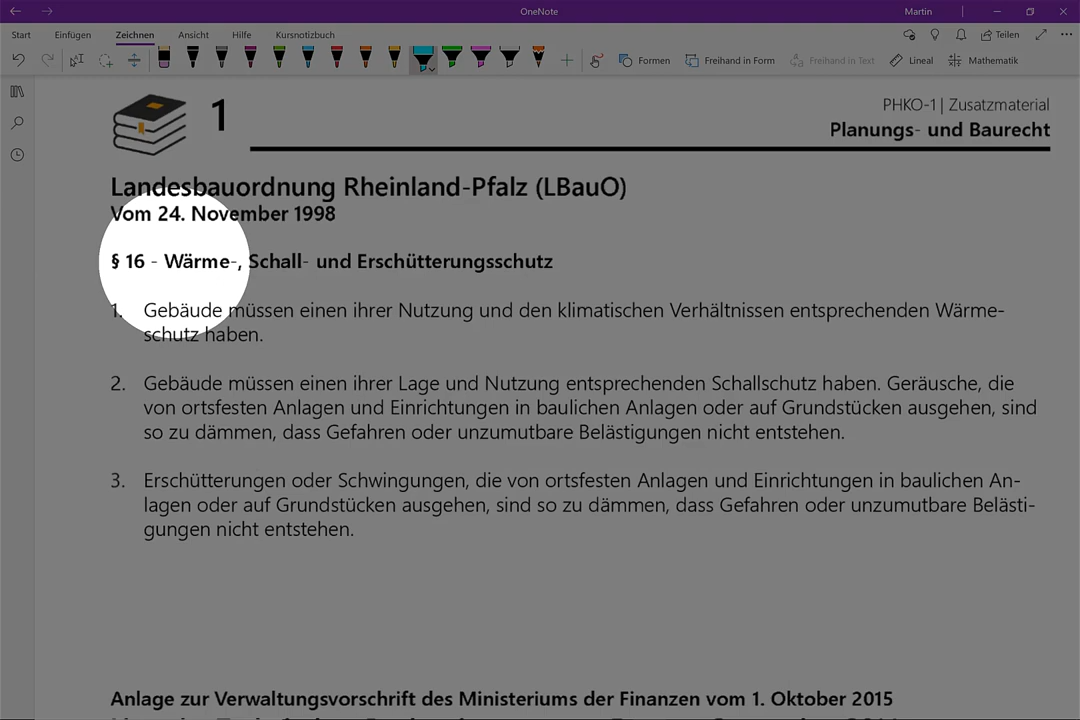 OneNote
Martin
Start Einfügen Zeichnen Ansicht Hilfe Kursnotizbuch
Teilen
Formen Freihand in Form Freihand in Text Lineal Mathematik
1
PHKO-1 | Zusatzmaterial
Planungs- und Baurecht
Landesbauordnung Rheinland-Pfalz (LBauO)
Vom 24. November 1998
§ 16 - Wärme-, Schall- und Erschütterungsschutz
1. Gebäude müssen einen ihrer Nutzung und den klimatischen Verhältnissen entsprechenden Wärme-
schutz haben.
2. Gebäude müssen einen ihrer Lage und Nutzung entsprechenden Schallschutz haben. Geräusche, die
von ortsfesten Anlagen und Einrichtungen in baulichen Anlagen oder auf Grundstücken ausgehen, sind
so zu dämmen, dass Gefahren oder unzumutbare Belästigungen nicht entstehen.
3. Erschütterungen oder Schwingungen, die von ortsfesten Anlagen und Einrichtungen in baulichen An-
lagen oder auf Grundstücken ausgehen, sind so zu dämmen, dass Gefahren oder unzumutbare Belästi-
gungen nicht entstehen.
Anlage zur Verwaltungsvorschrift des Ministeriums der Finanzen vom 1. Oktober 2015